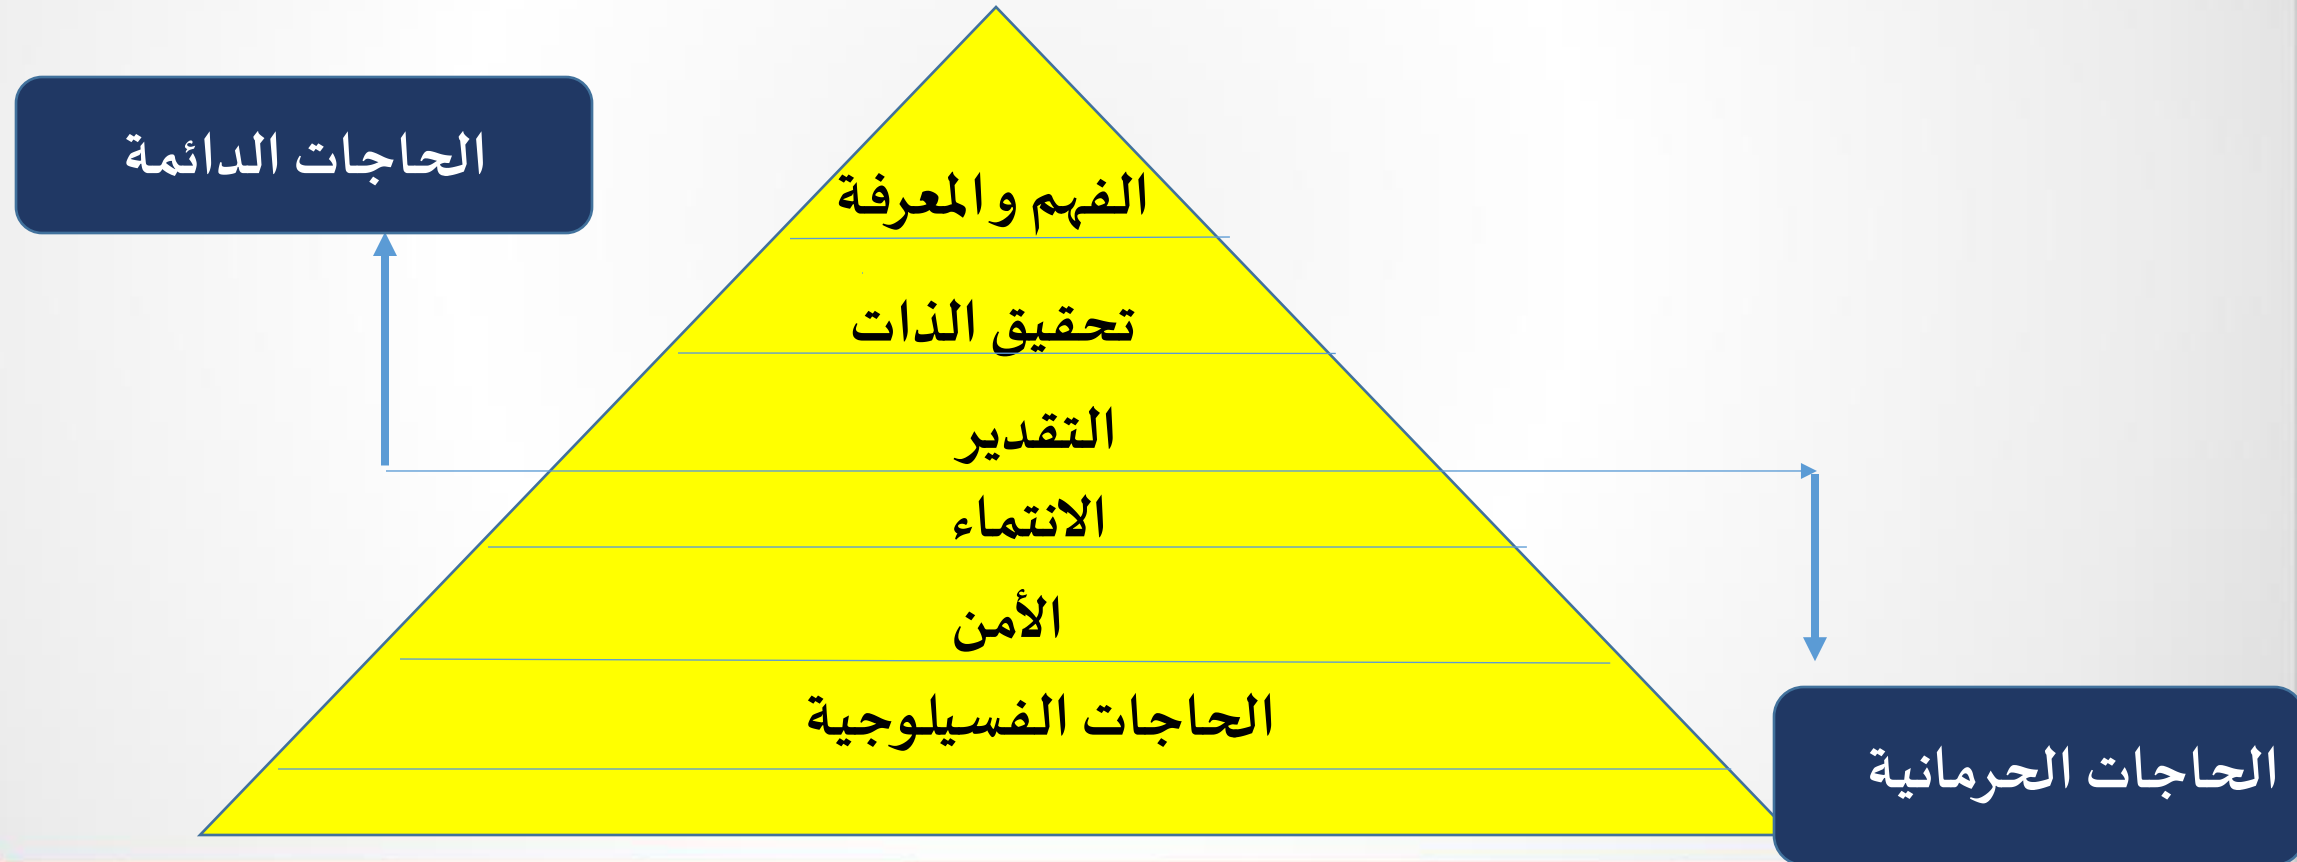 الحاجات الدائمة
الفهم والمعرفة
تحقيق الذات
التقدير
الانتماء
الأمن
الحاجات الفسيلوجية
الحاجات الحرمانية